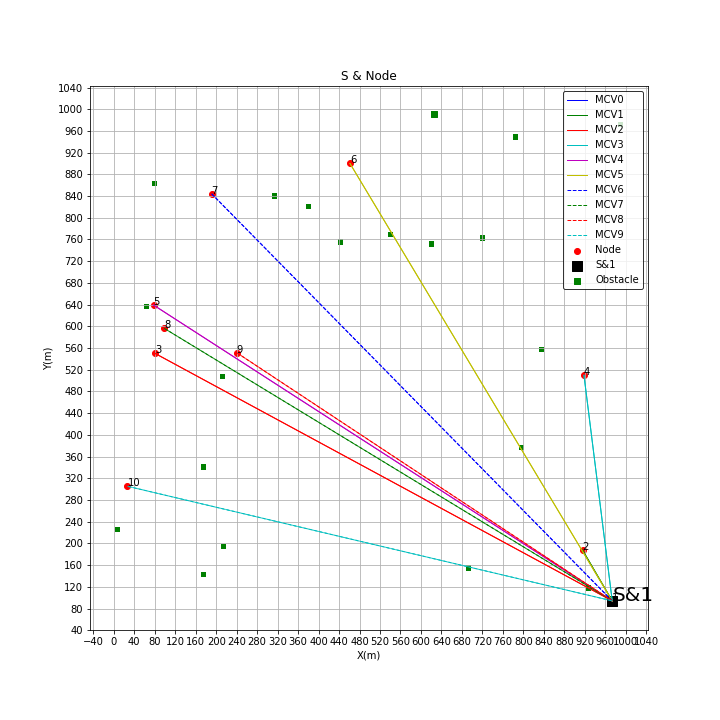 S & Node
1040
1000
960
920
880
840
800
760
720
680
640
600
560
520
480
440
400
360
320
280
240
200
160
120
80
40
Y(m)
MCV0
MCV1
MCV2
MCV3
MCV4
MCV5
MCV6
MCV7
MCV8
MCV9
Node
S&1
Obstacle
6
7
5
8
3
9
4
10
2
S&1
−40 0 40 80 120 160 200 240 280 320 360 400 440 480 520 560 600 640 680 720 760 800 840 880 920 960 1000 1040
X(m)